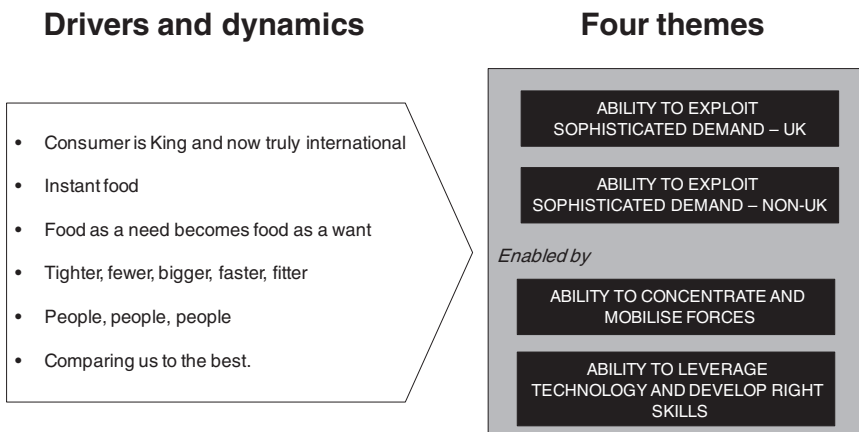 Drivers and dynamics
• Consumer is King and now truly international
• Instant food
• Food as a need becomes food as a want
• Tighter, fewer, bigger, faster, fitter
• People, people, people
• Comparing us to the best.
Four themes
ABILITY TO EXPLOIT
SOPHISTICATED DEMAND – UK
ABILITY TO EXPLOIT
SOPHISTICATED DEMAND – NON-UK
Enabled by
ABILITY TO CONCENTRATE AND
MOBILISE FORCES
ABILITY TO LEVERAGE
TECHNOLOGY AND DEVELOP RIGHT
SKILLS